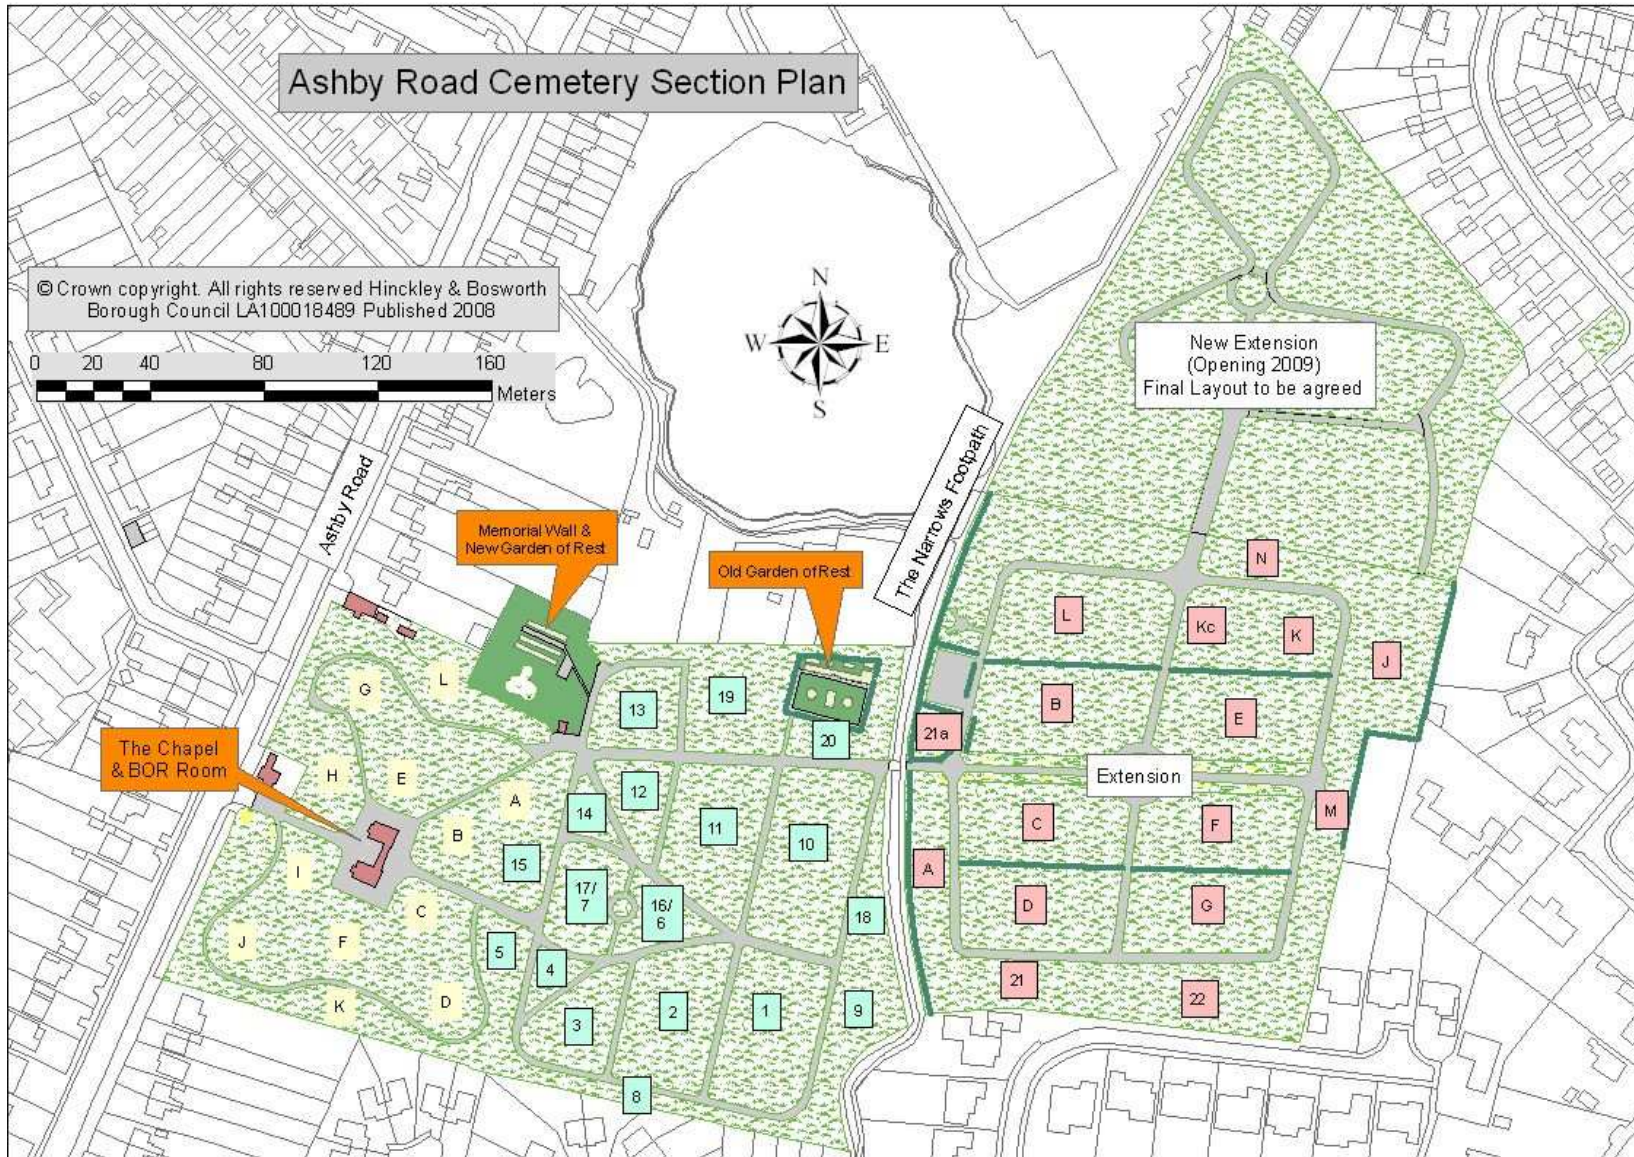 Ashby Road Cemetery Section Plan
© Crown copyright. All rights reserved Hinckley & Bosworth
Borough Council LA100018489 Published 2008
0 20 40 80 120 160
Meters
N
W E
S
New Extension
(Opening 2009)
Final Layout to be agreed
Ashby Road
The Narrows Footpath
Memorial Wall &
New Garden of Rest
Old Garden of Rest
The Chapel
& BOR Room
G
L
H
E
A
B
I
C
J
F
K
D
13
19
20
14
12
11
10
15
17/
7
16/
6
18
5
4
3
2
1
9
8
N
L
Kc
K
J
B
E
21a
Extension
C
F
M
A
D
G
21
22